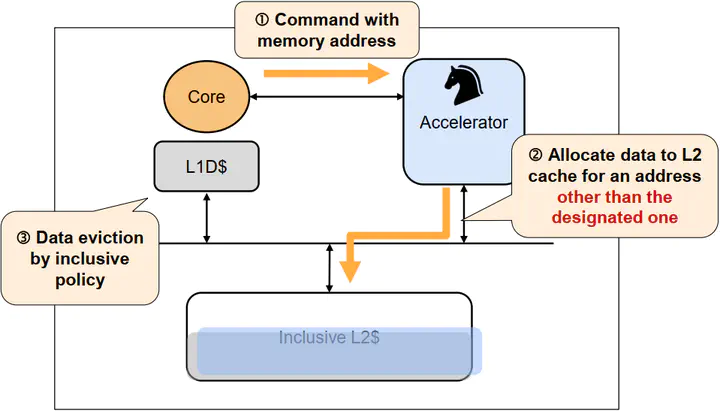 ① Command with
memory address
Core
Accelerator
L1D$
② Allocate data to L2
cache for an address
other than the
designated one
③ Data eviction
by inclusive
policy
Inclusive L2$